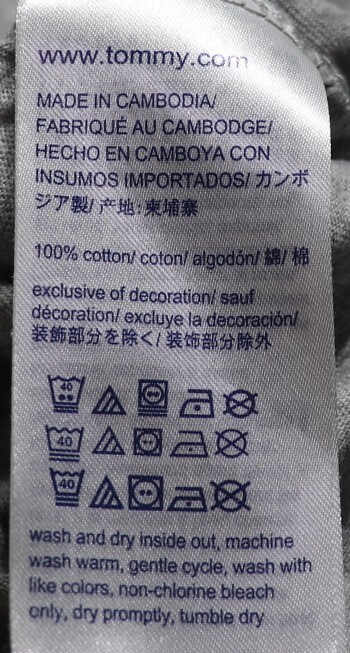 www.tommy.com
MADE IN CAMBODIA/
FABRIQUÉ AU CAMBODGE/
HECHO EN CAMBOYA CON
INSUMOS IMPORTADOS/ カンボ
ジア製/ 产地: 柬埔寨
100% cotton/ coton/ algodón/ 綿/ 棉
exclusive of decoration/ sauf
décoration/ excluye la decoración/
装飾部分を除く/ 装饰部分除外
40
40
40
wash and dry inside out, machine
wash warm, gentle cycle, wash with
like colors, non-chlorine bleach
only, dry promptly, tumble dry